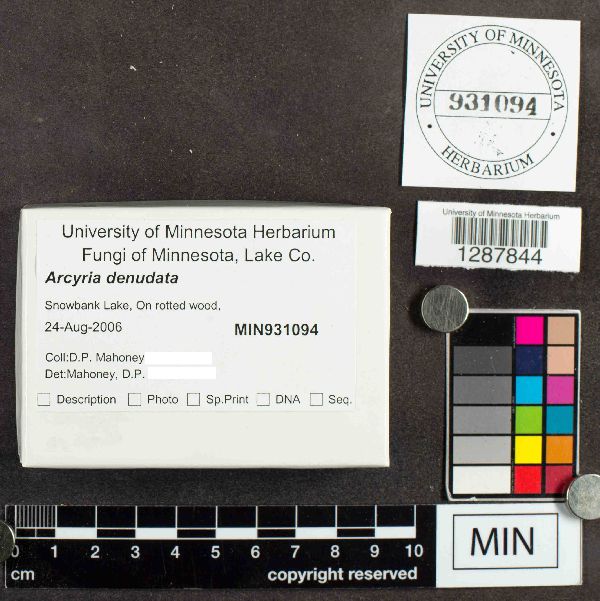 UNIVERSITY OF MINNESOTA
931094
HERBARIUM
University of Minnesota Herbarium
1287844
University of Minnesota Herbarium
Fungi of Minnesota, Lake Co.
Arcyria denudata
Snowbank Lake, On rotted wood,
24-Aug-2006 MIN931094
Coll:D.P. Mahoney
Det:Mahoney, D.P.
Description Photo Sp.Print DNA Seq.
0 1 2 3 4 5 6 7 8 9 10
cm copyright reserved
MIN